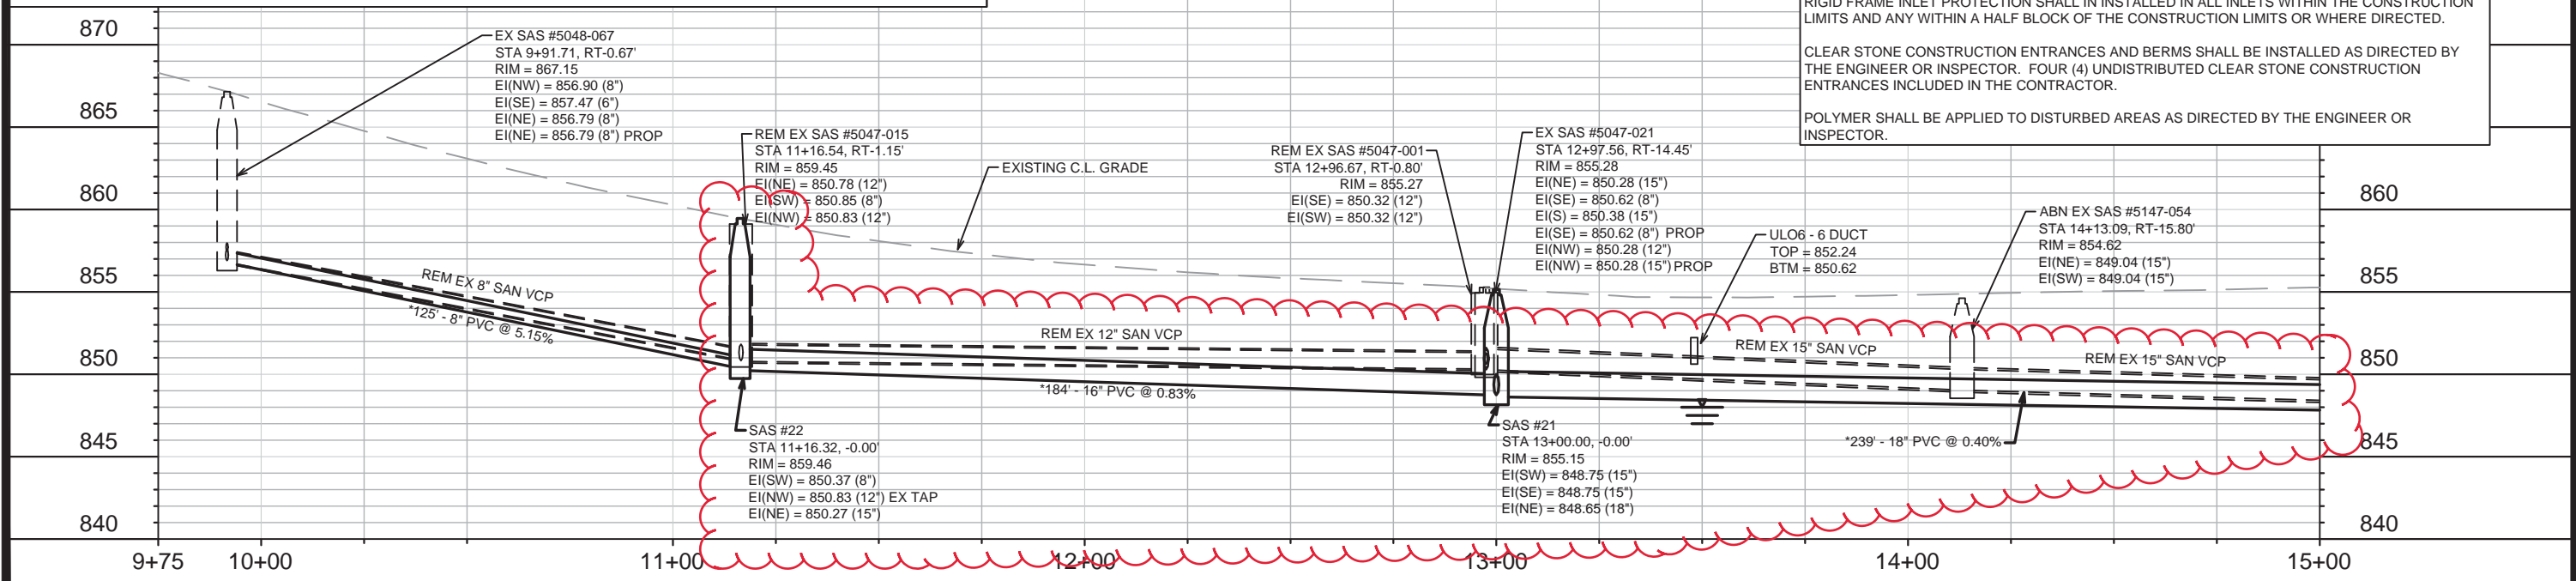 RIGID FRAME INLET PROTECTION SHALL IN INSTALLED IN ALL INLETS WITHIN THE CONSTRUCTION
LIMITS AND ANY WITHIN A HALF BLOCK OF THE CONSTRUCTION LIMITS OR WHERE DIRECTED.
CLEAR STONE CONSTRUCTION ENTRANCES AND BERMS SHALL BE INSTALLED AS DIRECTED BY
THE ENGINEER OR INSPECTOR. FOUR (4) UNDISTRIBUTED CLEAR STONE CONSTRUCTION
ENTRANCES INCLUDED IN THE CONTRACTOR.
POLYMER SHALL BE APPLIED TO DISTURBED AREAS AS DIRECTED BY THE ENGINEER OR
INSPECTOR.
870
865
860
855
850
845
840
EX SAS #5048-067
STA 9+91.71, RT-0.67'
RIM = 867.15
EI(NW) = 856.90 (8")
EI(SE) = 857.47 (6")
EI(NE) = 856.79 (8")
EI(NE) = 856.79 (8") PROP
REM EX SAS #5047-015
STA 11+16.54, RT-1.15'
RIM = 859.45
EI(NE) = 850.78 (12")
EI(SW) = 850.85 (8")
EI(NW) = 850.83 (12")
EXISTING C.L. GRADE
REM EX SAS #5047-001
STA 12+96.67, RT-0.80'
RIM = 855.27
EI(SE) = 850.32 (12")
EI(SW) = 850.32 (12")
EX SAS #5047-021
STA 12+97.56, RT-14.45'
RIM = 855.28
EI(NE) = 850.28 (15")
EI(SE) = 850.62 (8")
EI(S) = 850.38 (15")
EI(SE) = 850.62 (8") PROP
EI(NW) = 850.28 (12")
EI(NW) = 850.28 (15") PROP
ULO6 - 6 DUCT
TOP = 852.24
BTM = 850.62
ABN EX SAS #5147-054
STA 14+13.09, RT-15.80'
RIM = 854.62
EI(NE) = 849.04 (15")
EI(SW) = 849.04 (15")
REM EX 8" SAN VCP
*125' - 8" PVC @ 5.15%
REM EX 12" SAN VCP
*184' - 16" PVC @ 0.83%
REM EX 15" SAN VCP
REM EX 15" SAN VCP
*239' - 18" PVC @ 0.40%
SAS #22
STA 11+16.32, -0.00'
RIM = 859.46
EI(SW) = 850.37 (8")
EI(NW) = 850.83 (12") EX TAP
EI(NE) = 850.27 (15")
SAS #21
STA 13+00.00, -0.00'
RIM = 855.15
EI(SW) = 848.75 (15")
EI(SE) = 848.75 (15")
EI(NE) = 848.65 (18")
860
855
850
845
840
9+75
10+00
11+00
12+00
13+00
14+00
15+00